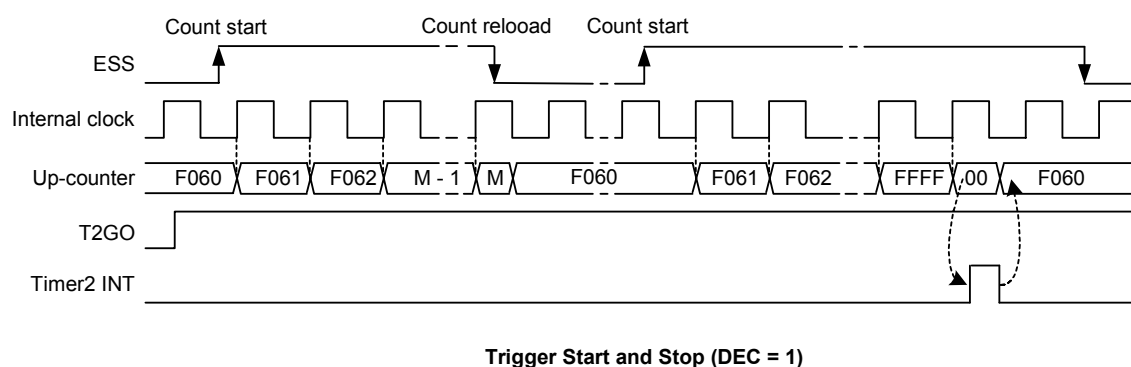 Count start Count relooad Count start
ESS
Internal clock
Up-counter F060 F061 F062 M - 1 M F060 F061 F062 FFFF 00 F060
T2GO
Timer2 INT
Trigger Start and Stop (DEC = 1)